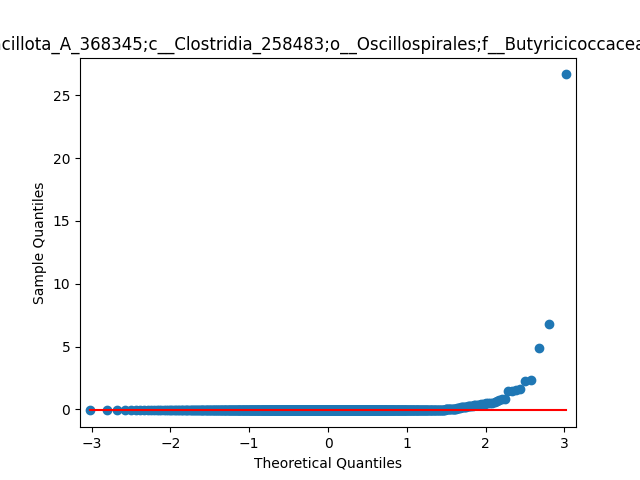 cillota_A_368345;c__Clostridia_258483;o__Oscillospirales;f__Butyricicoccacea
25
20
15
10
5
0
Sample Quantiles
−3 −2 −1 0 1 2 3
Theoretical Quantiles